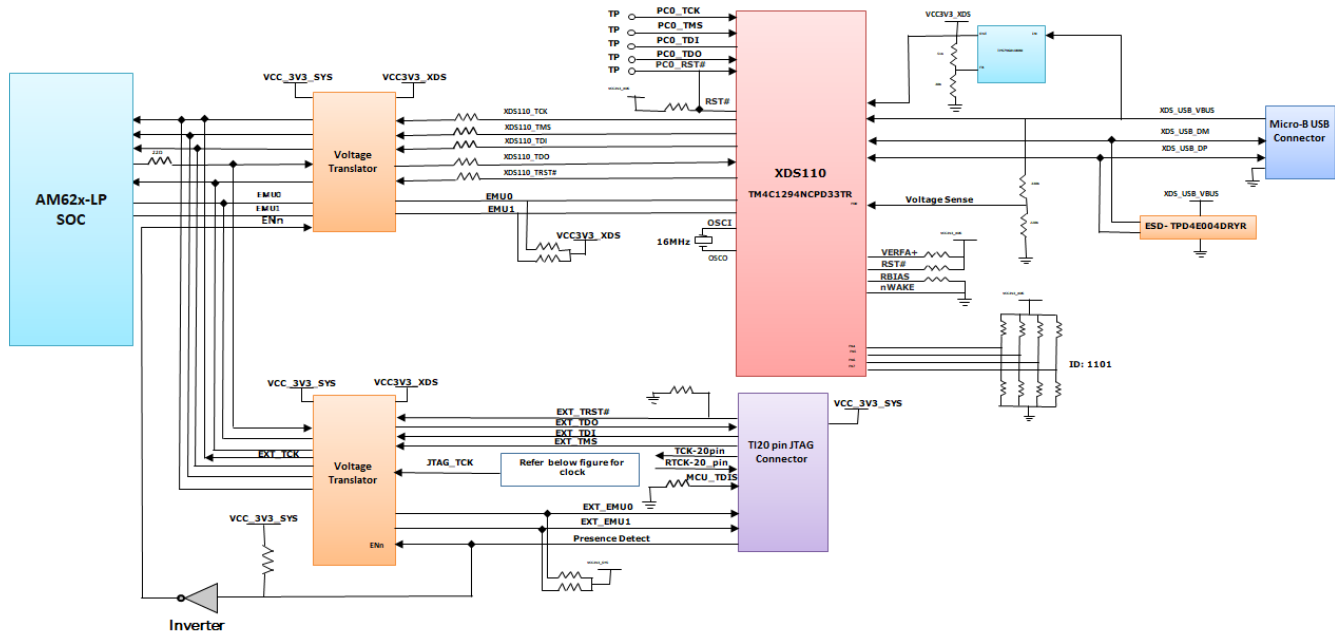 TP
PC0_TCK
TP
PC0_TMS
TP
PC0_TDI
TP
PC0_TDO
TP
PC0_RST#
RST#
VCC3V3_XDS
XDS_USB_VBUS
XDS_USB_DM
XDS_USB_DP
Micro-B USB
Connector
VCC_3V3_SYS
VCC3V3_XDS
XDS110_TCK
XDS110_TMS
XDS110_TDI
XDS110_TDO
XDS110_TRST#
Voltage
Translator
22Ω
AM62x-LP
SOC
EMU0
EMU1
ENn
EMU0
EMU1
VCC3V3_XDS
OSCI
16MHz
OSCO
XDS110
TM4C1294NCPD33TR
Voltage Sense
XDS_USB_VBUS
ESD- TPD4E004DRYR
VERFA+
RST#
RBIAS
nWAKE
ID: 1101
VCC_3V3_SYS
VCC3V3_XDS
Voltage
Translator
ENn
EXT_TCK
EXT_TRST#
EXT_TDO
EXT_TDI
EXT_TMS
JTAG_TCK
Refer below figure for
clock
TCK-20pin
RTCK-20_pin
MCU_TDIS
TI20 pin JTAG
Connector
VCC_3V3_SYS
EXT_EMU0
EXT_EMU1
Presence Detect
VCC_3V3_SYS
Inverter